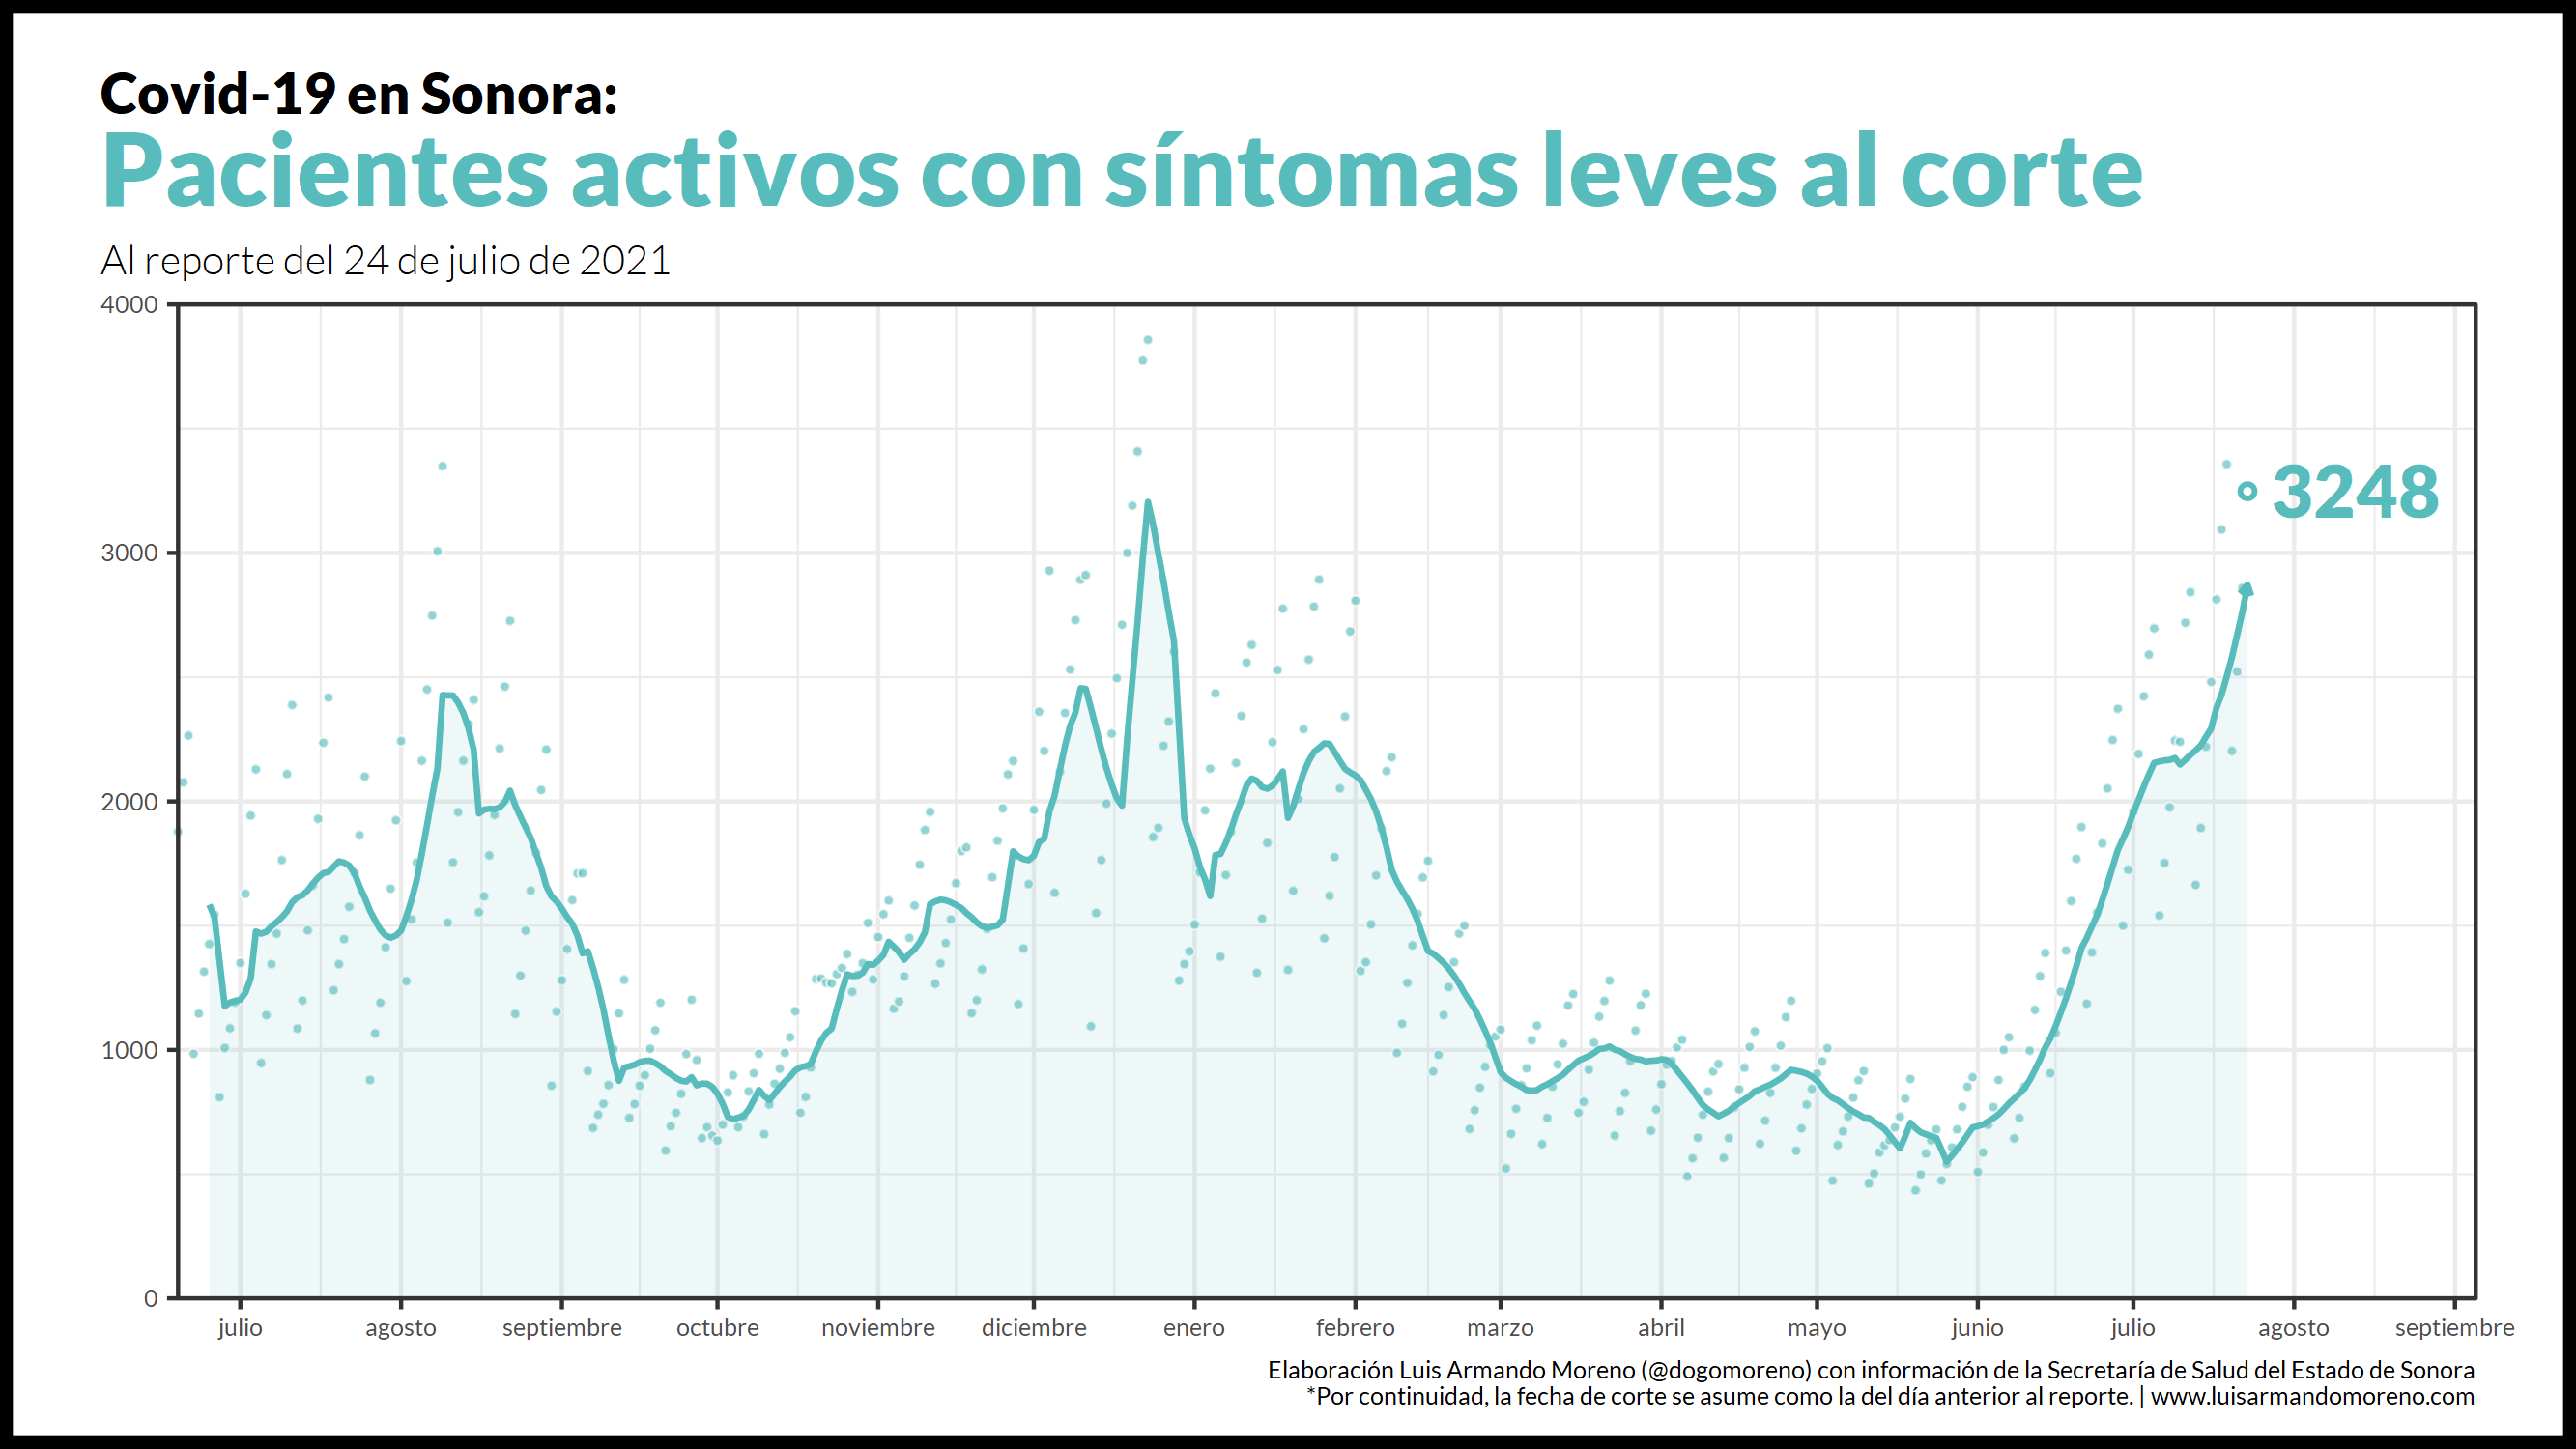 Covid-19 en Sonora:
Pacientes activos con síntomas leves al corte
Al reporte del 24 de julio de 2021
4000
3000
2000
1000
0
3248
julio agosto septiembre octubre noviembre diciembre enero febrero marzo abril mayo junio julio agosto septiembre
Elaboración Luis Armando Moreno (@dogomoreno) con información de la Secretaría de Salud del Estado de Sonora
*Por continuidad, la fecha de corte se asume como la del día anterior al reporte. | www.luisarmandomoreno.com